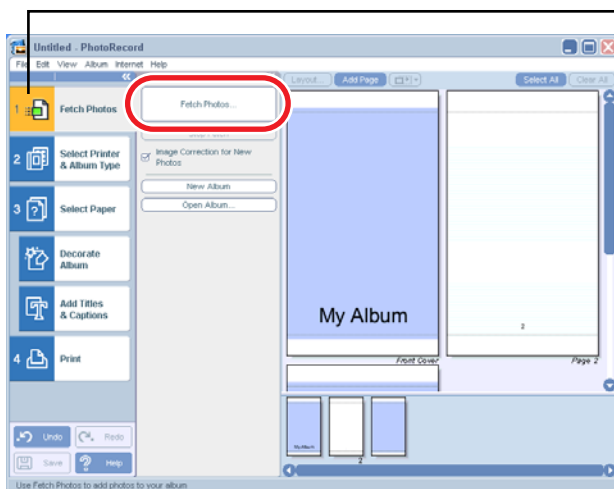 Untitled - PhotoRecord
File Edit View Album Internet Help
1 Fetch Photos
2 Select Printer
& Album Type
3 Select Paper
Decorate
Album
Add Titles
& Captions
4 Print
Undo
Redo
Save
Help
Fetch Photos...
Image Correction for New
Photos
New Album
Open Album...
Layout...
Add Page
Select All
Clear All
My Album
Front Cover
2
Page 2
My Album
2
Use Fetch Photos to add photos to your album